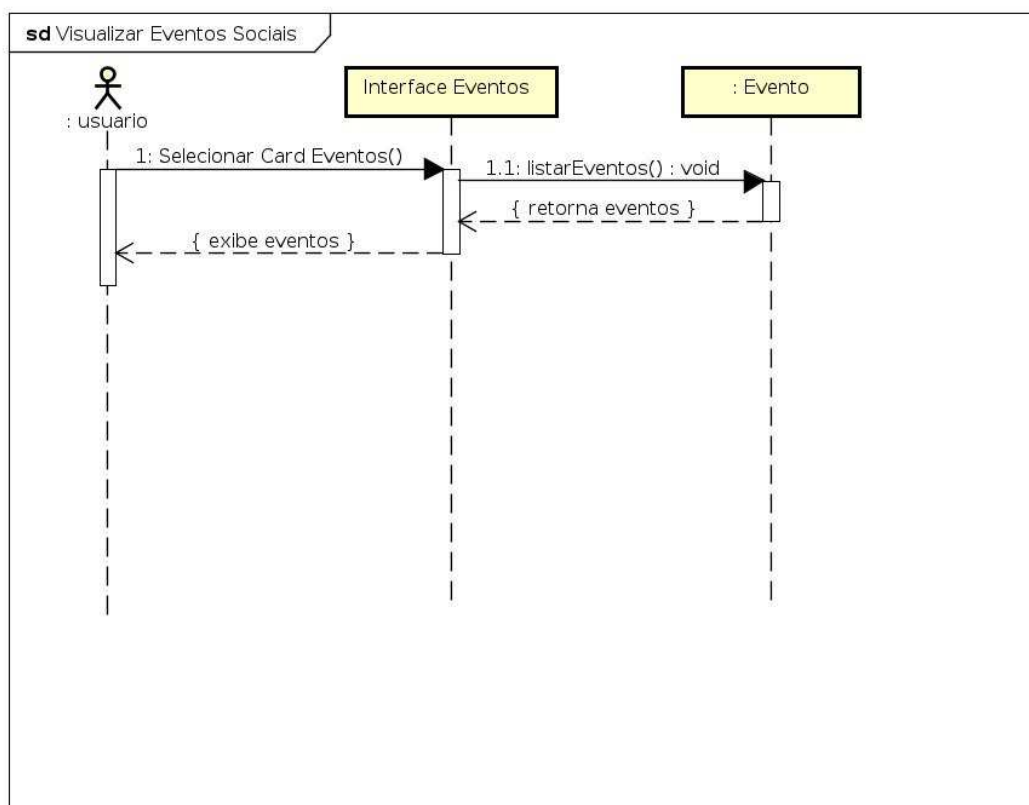 sd Visualizar Eventos Sociais
: usuario
Interface Eventos
: Evento
1: Selecionar Card Eventos()
1.1: listarEventos() : void
{ retorna eventos }
{ exibe eventos }